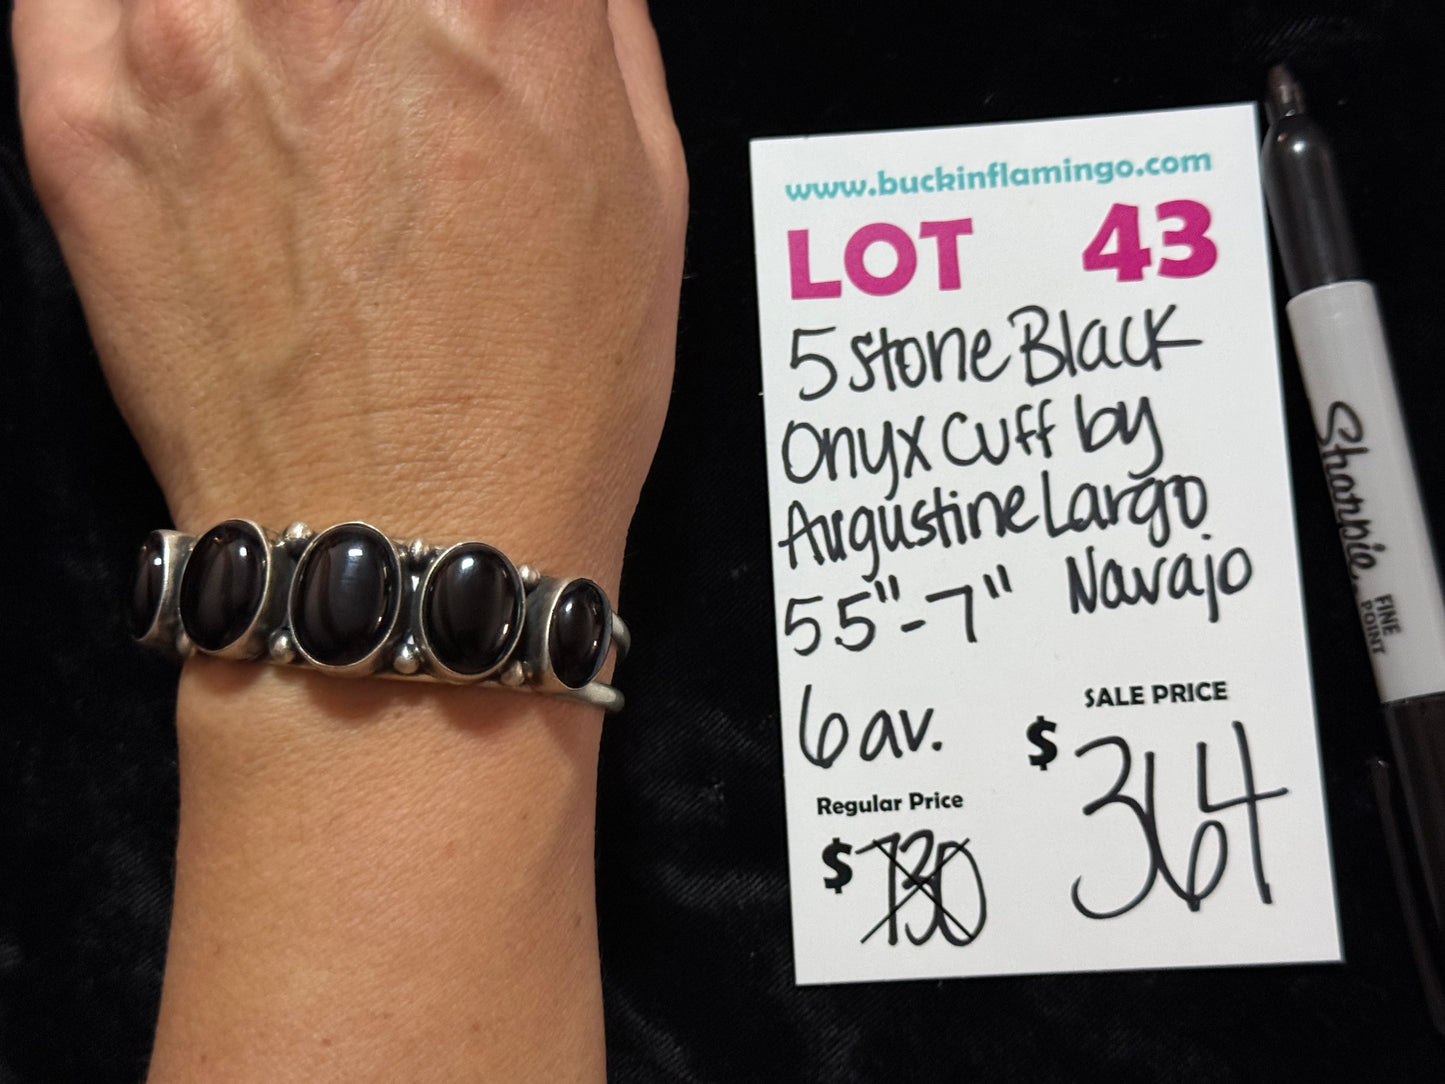 www.buckinflamingo.com
LOT 43
5 Stone Black
Onyx Cuff by
Augustine Largo
5.5"-7" Navajo
6 av.
SALE PRICE
$ 364
Regular Price
$ 730
Sharpie.
FINE
POINT